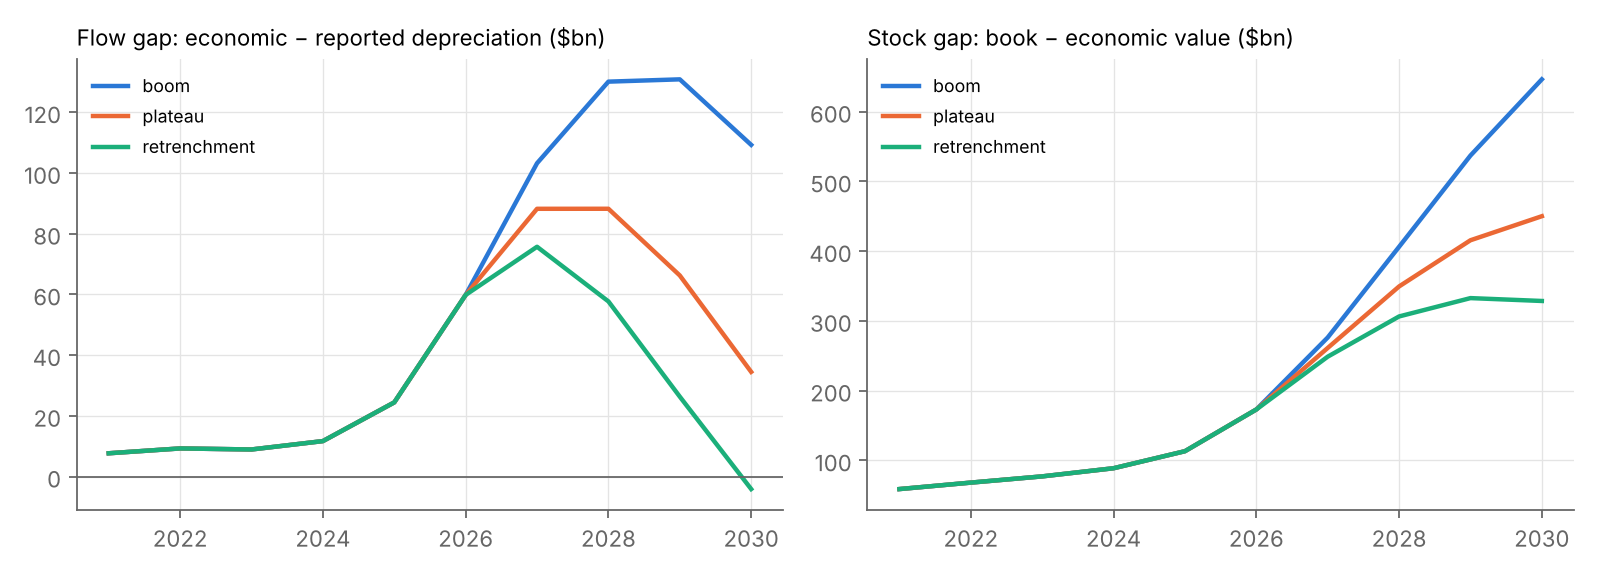 Flow gap: economic − reported depreciation ($bn)
boom
plateau
retrenchment
120
100
80
60
40
20
0
2022
2024
2026
2028
2030
Stock gap: book − economic value ($bn)
boom
plateau
retrenchment
600
500
400
300
200
100
2022
2024
2026
2028
2030